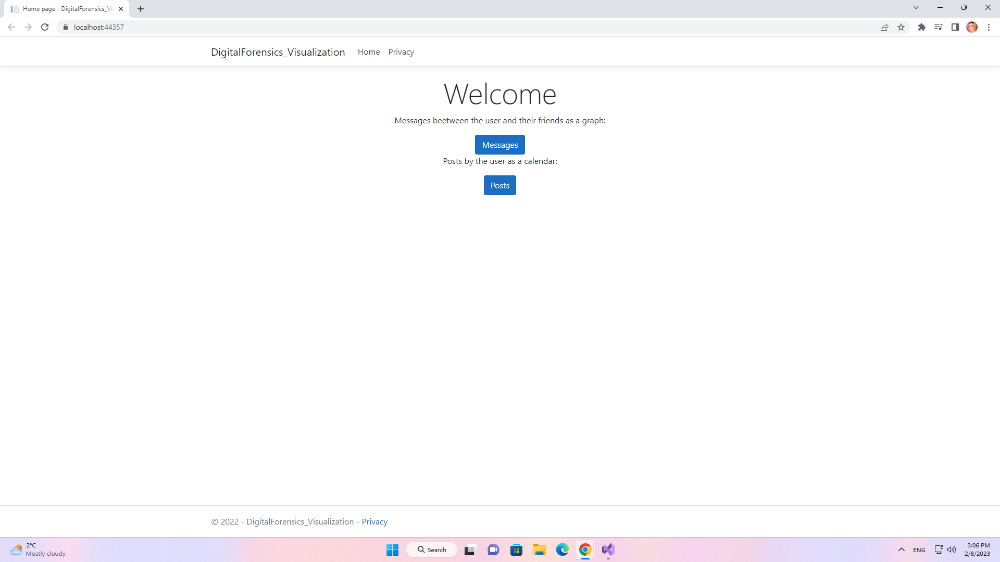 Home page - DigitalForensics_Vis
localhost:44357
DigitalForensics_Visualization Home Privacy
Welcome
Messages beetween the user and their friends as a graph:
Messages
Posts by the user as a calendar:
Posts
© 2022 - DigitalForensics_Visualization - Privacy
2°C
Mostly cloudy
Search
ENG
3:06 PM
2/8/2023